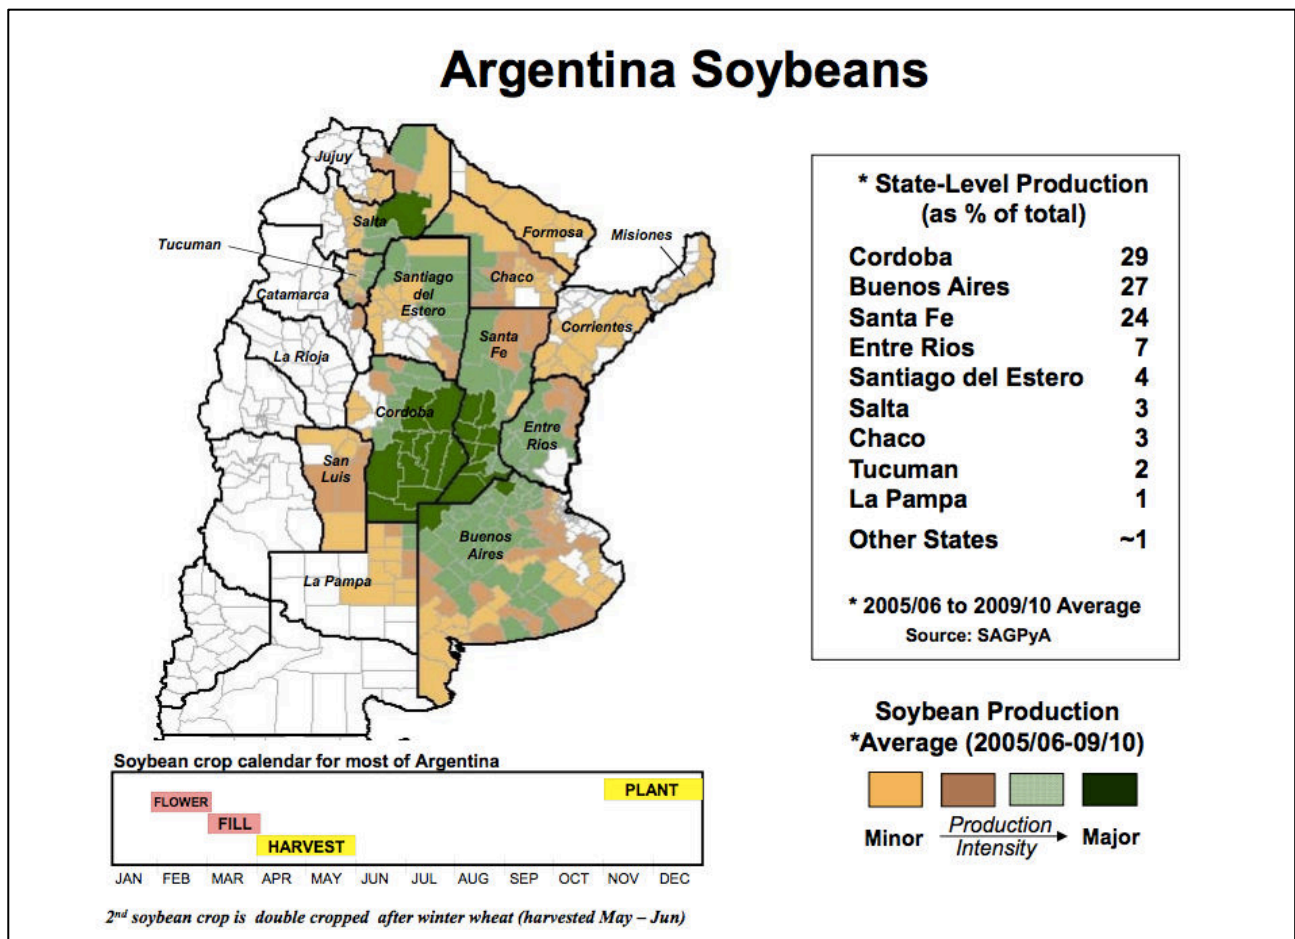 Argentina Soybeans
Jujuy
Salta
Tucuman
Formosa
Misiones
Santiago
del
Estero
Chaco
Catamarca
Corrientes
Santa
Fe
La Rioja
Cordoba
Entre
Rios
San
Luis
Buenos
Aires
La Pampa
* State-Level Production
(as % of total)
Cordoba 29
Buenos Aires 27
Santa Fe 24
Entre Rios 7
Santiago del Estero 4
Salta 3
Chaco 3
Tucuman 2
La Pampa 1
Other States ~1
* 2005/06 to 2009/10 Average
Source: SAGPyA
Soybean Production
*Average (2005/06-09/10)
Minor Production Intensity Major
Soybean crop calendar for most of Argentina
PLANT
FLOWER
FILL
HARVEST
JAN FEB MAR APR MAY JUN JUL AUG SEP OCT NOV DEC
2nd soybean crop is double cropped after winter wheat (harvested May – Jun)